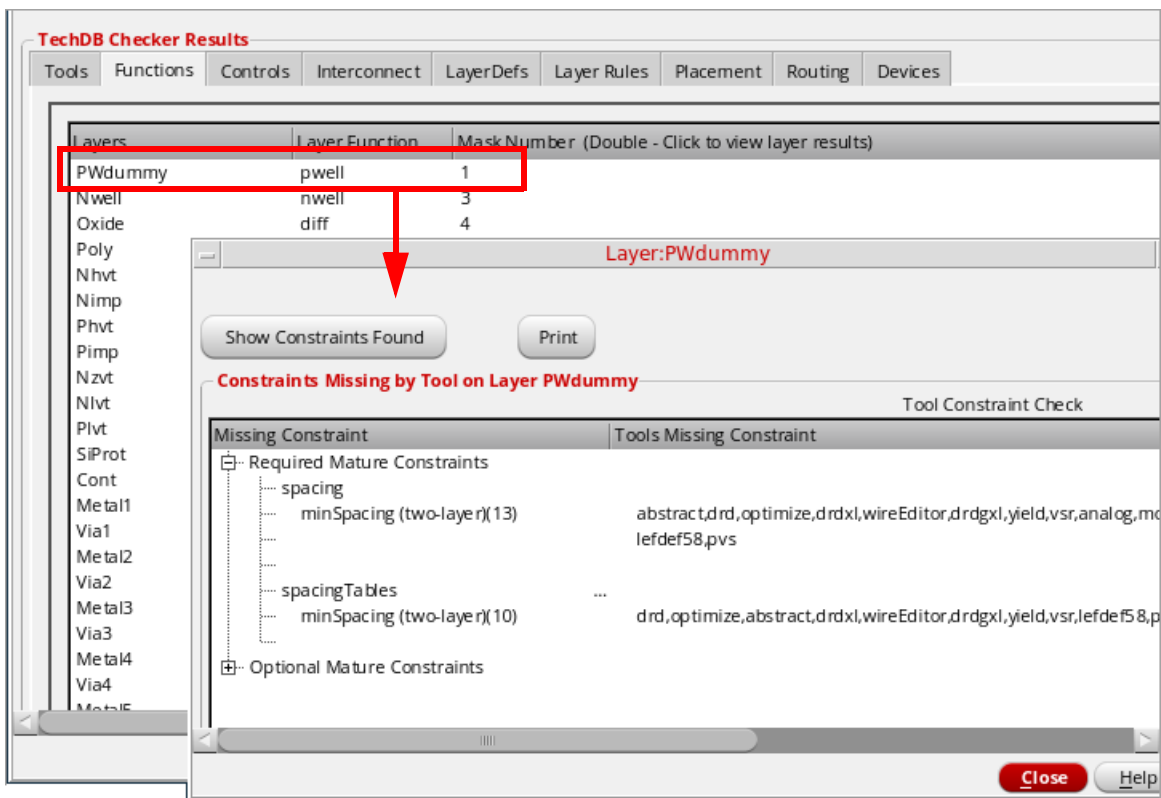 TechDB Checker Results
Tools Functions Controls Interconnect LayerDefs Layer Rules Placement Routing Devices
Layers Layer Function Mask Number (Double - Click to view layer results)
PWdummy pwell 1
Nwell nwell 3
Oxide diff 4
Poly
Nhvt
Nimp
Phvt
Pimp
Nzvt
Nlvt
Plvt
SiProt
Cont
Metal1
Via1
Metal2
Via2
Metal3
Via3
Metal4
Via4
Metal5
Layer:PWdummy
Show Constraints Found Print
Constraints Missing by Tool on Layer PWdummy
Tool Constraint Check
Missing Constraint Tools Missing Constraint
Required Mature Constraints
spacing
minSpacing (two-layer)(13) abstract,drd,optimize,drdxl,wireEditor,drdgxl,yield,vsr,analog,mo
lefdef58,pvs
spacingTables ...
minSpacing (two-layer)(10) drd,optimize,abstract,drdxl,wireEditor,drdgxl,yield,vsr,lefdef58,p
Optional Mature Constraints
Close Help